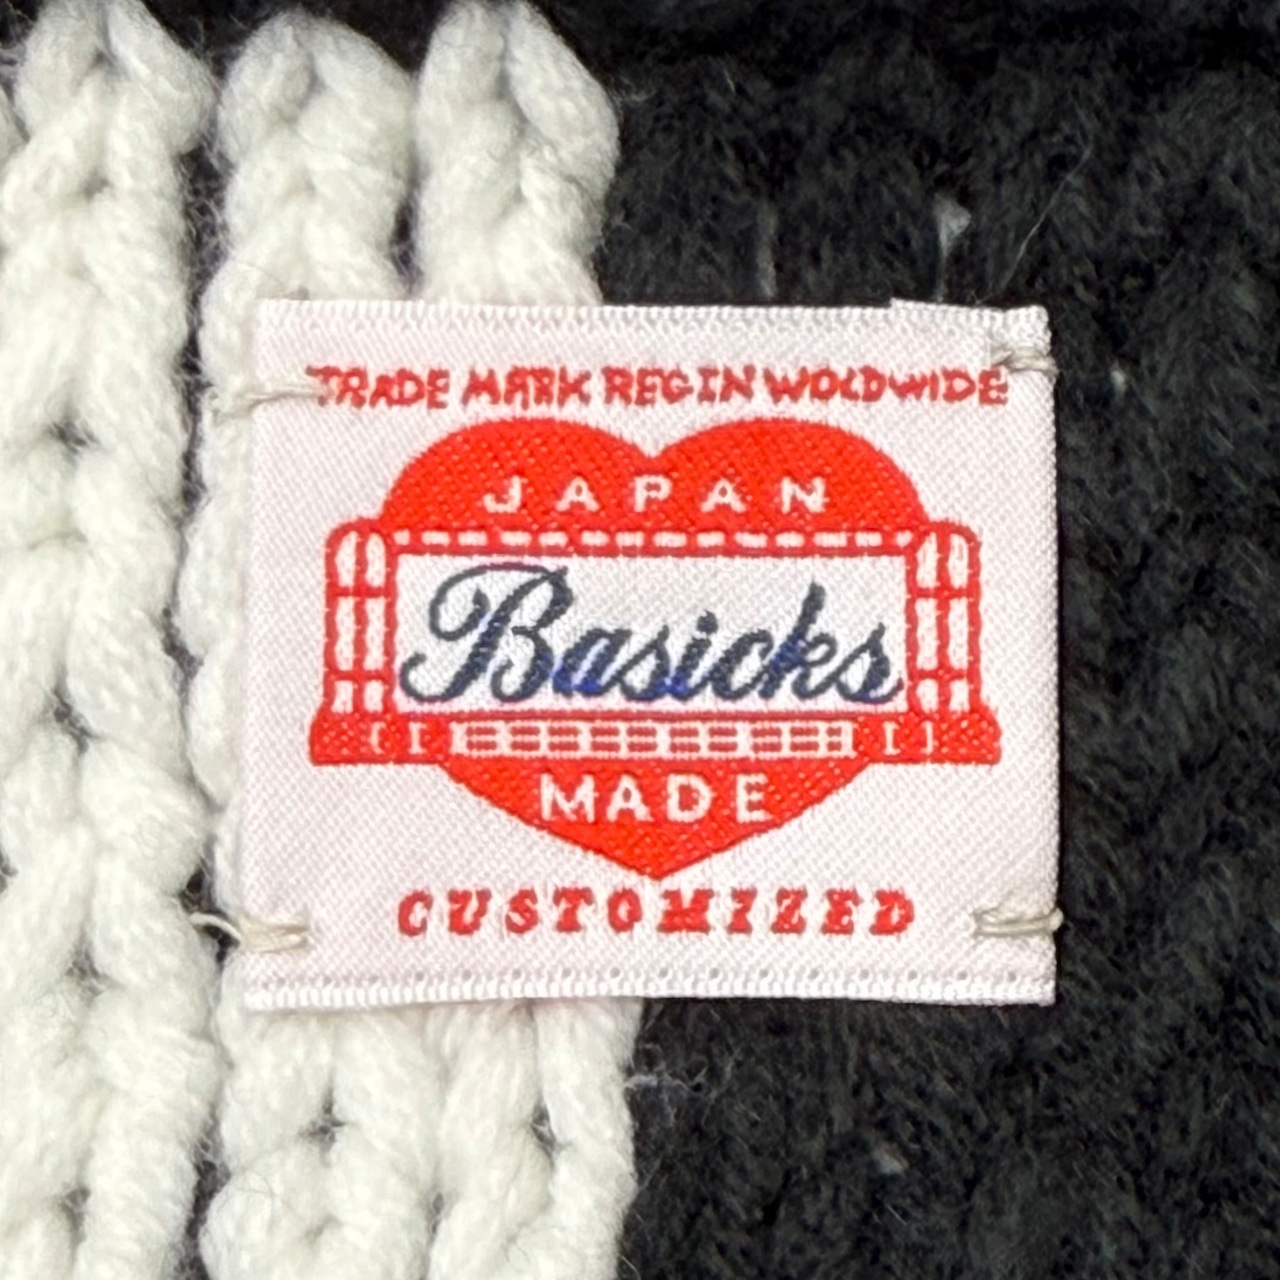 TRADE MARK REG IN WOLDWIDE
JAPAN
Basicks
MADE
CUSTOMIZED